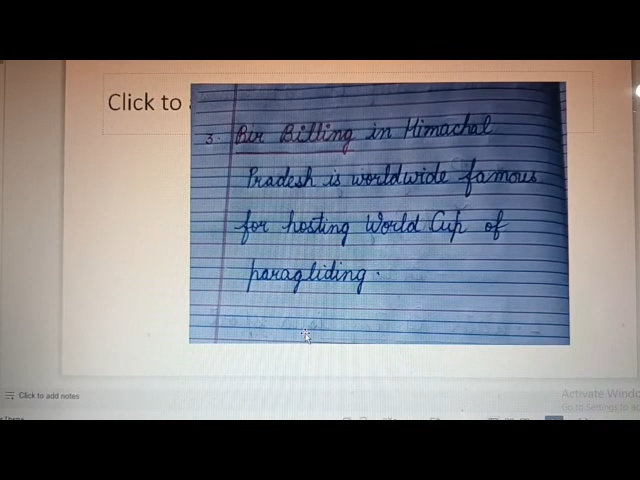 Click to
3. Bir Billing in Himachal
Pradesh is worldwide famous
for hosting World Cup of
paragliding.
Click to add notes
Activate Windo
Go to Settings to ac